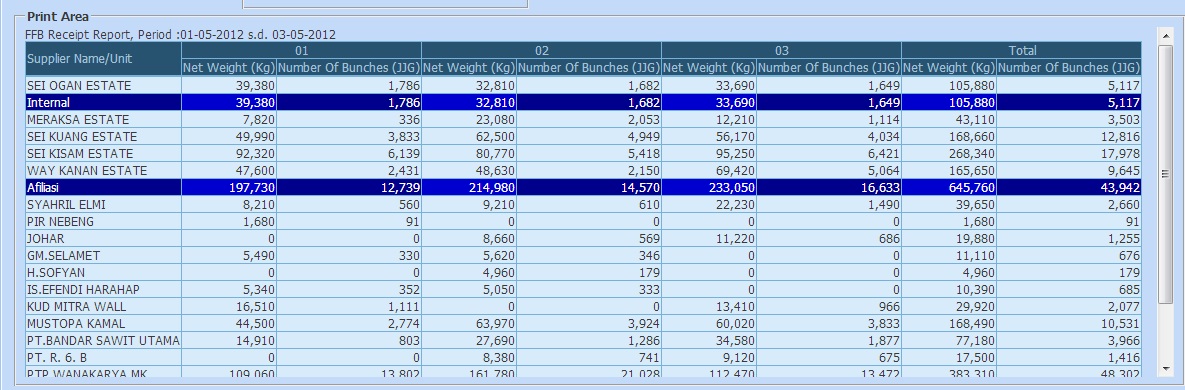 Print Area
FFB Receipt Report, Period :01-05-2012 s.d. 03-05-2012
Supplier Name/Unit 01 02 03 Total
Net Weight (Kg) Number Of Bunches (JJG) Net Weight (Kg) Number Of Bunches (JJG) Net Weight (Kg) Number Of Bunches (JJG) Net Weight (Kg) Number Of Bunches (JJG)
SEI OGAN ESTATE 39,380 1,786 32,810 1,682 33,690 1,649 105,880 5,117
Internal 39,380 1,786 32,810 1,682 33,690 1,649 105,880 5,117
MERAKSA ESTATE 7,820 336 23,080 2,053 12,210 1,114 43,110 3,503
SEI KUANG ESTATE 49,990 3,833 62,500 4,949 56,170 4,034 168,660 12,816
SEI KISAM ESTATE 92,320 6,139 80,770 5,418 95,250 6,421 268,340 17,978
WAY KANAN ESTATE 47,600 2,431 48,630 2,150 69,420 5,064 165,650 9,645
Afiliasi 197,730 12,739 214,980 14,570 233,050 16,633 645,760 43,942
SYAHRIL ELMI 8,210 560 9,210 610 22,230 1,490 39,650 2,660
PIR NEBENG 1,680 91 0 0 0 0 1,680 91
JOHAR 0 0 8,660 569 11,220 686 19,880 1,255
GM.SELAMET 5,490 330 5,620 346 0 0 11,110 676
H.SOFYAN 0 0 4,960 179 0 0 4,960 179
IS.EFENDI HARAHAP 5,340 352 5,050 333 0 0 10,390 685
KUD MITRA WALL 16,510 1,111 0 0 13,410 966 29,920 2,077
MUSTOPA KAMAL 44,500 2,774 63,970 3,924 60,020 3,833 168,490 10,531
PT.BANDAR SAWIT UTAMA 14,910 803 27,690 1,286 34,580 1,877 77,180 3,966
PT. R. 6. B 0 0 8,380 741 9,120 675 17,500 1,416
PTP WANAKARYA MK 109,060 13,802 161,780 21,028 112,470 13,472 383,310 48,302